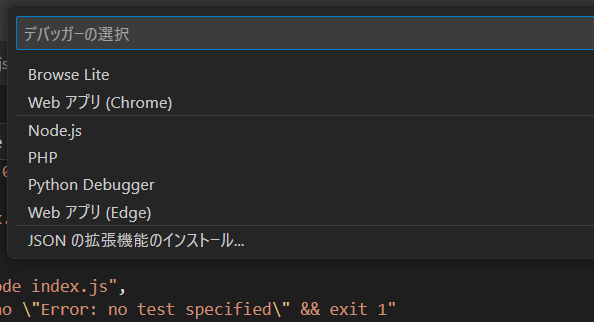 デバッガーの選択
js
Browse Lite
Web アプリ (Chrome)
Node.js
PHP
Python Debugger
Web アプリ (Edge)
JSON の拡張機能のインストール...
ode index.js",
no \"Error: no test specified\" && exit 1"